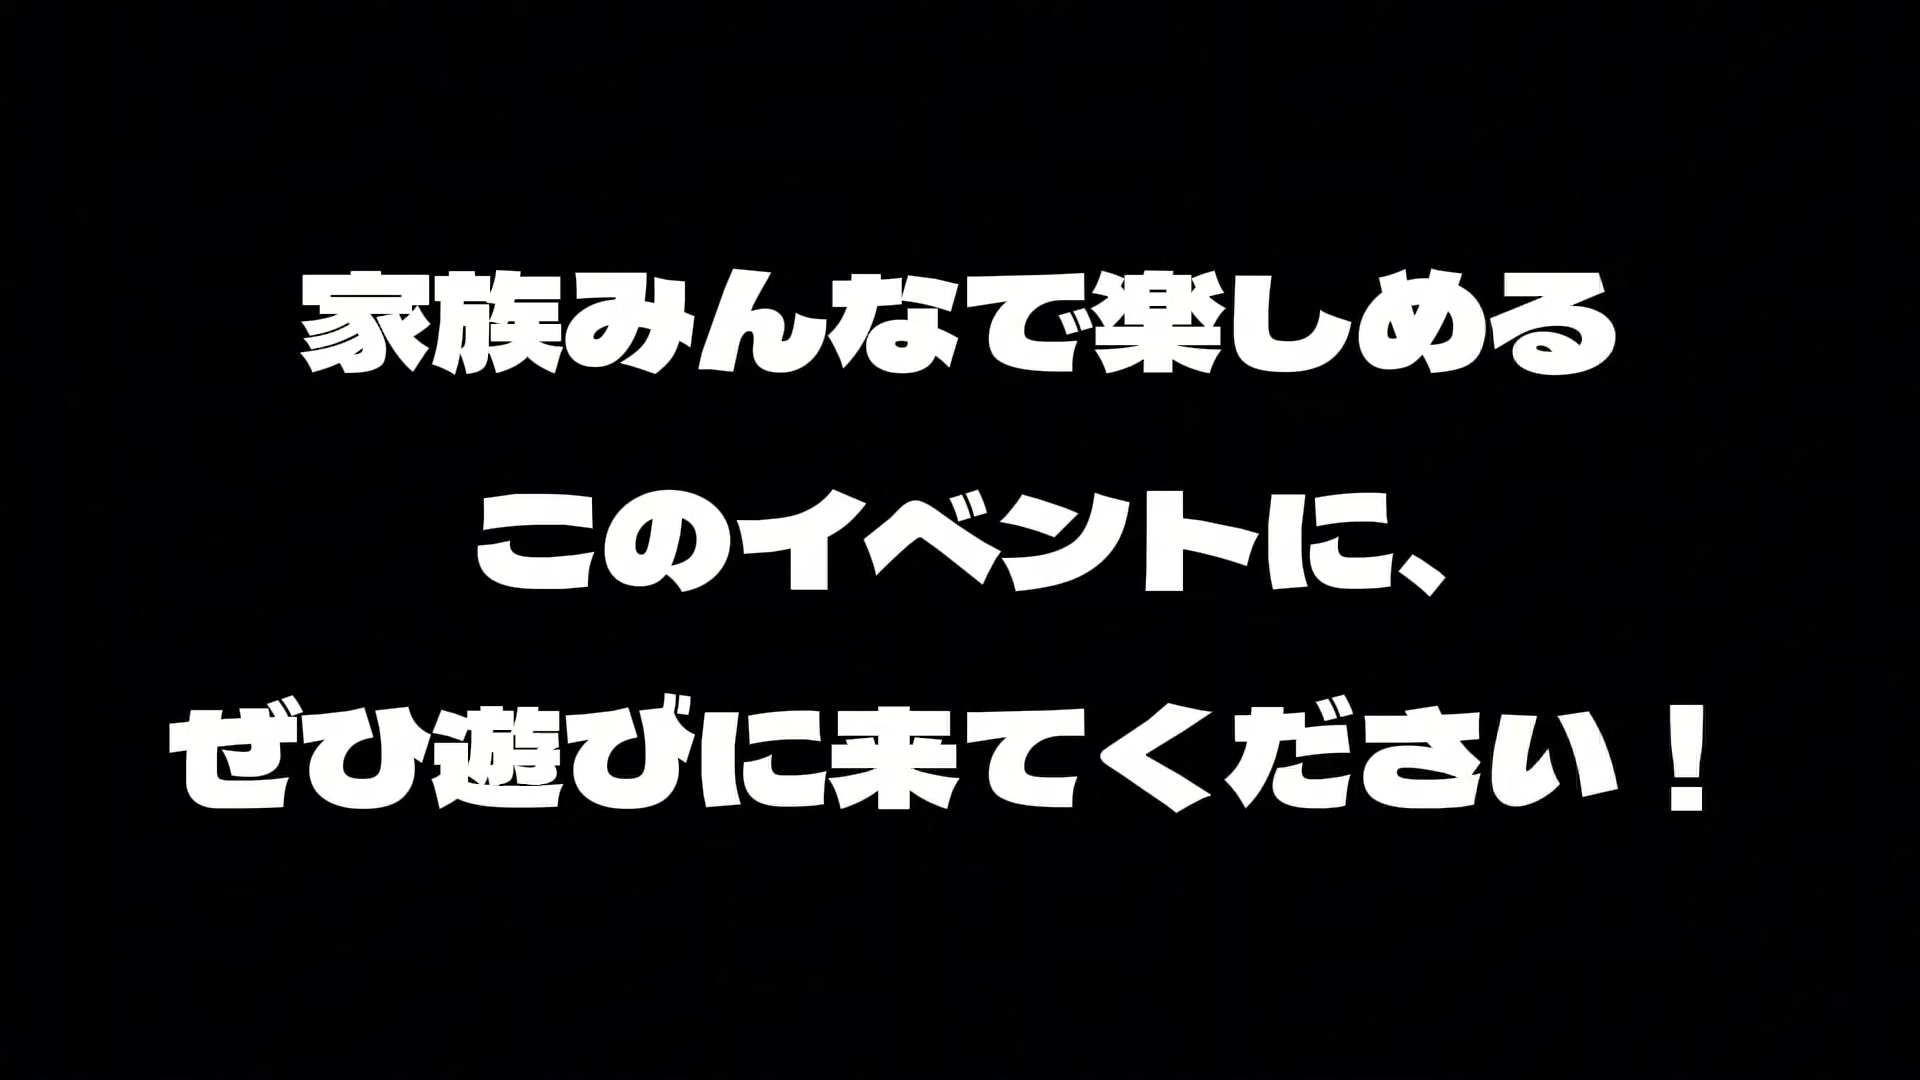 家族みんなで楽しめる
このイベントに、
ぜひ遊びに来てください！